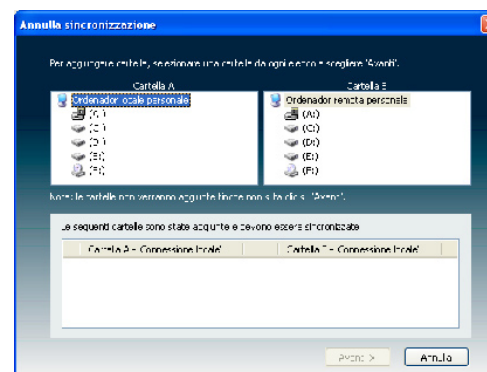 Annulla sincronizzazione
Per aggiungere cartelle, selezionare una cartella da ogni elenco e scegliere 'Avanti'.
Cartella A
Cartella B
Ordenador locale personale
Ordenador remota personale
(A:)
(C:)
(D:)
(E:)
(F:)
(A:)
(C:)
(D:)
(E:)
(F:)
Nota: le cartelle non verranno aggiunte finché non si fa clic su 'Avanti'.
Le seguenti cartelle sono state aggiunte e devono essere sincronizzate
Cartella A - Connessione locale'
Cartella B - Connessione locale'
Avanti >
Annulla